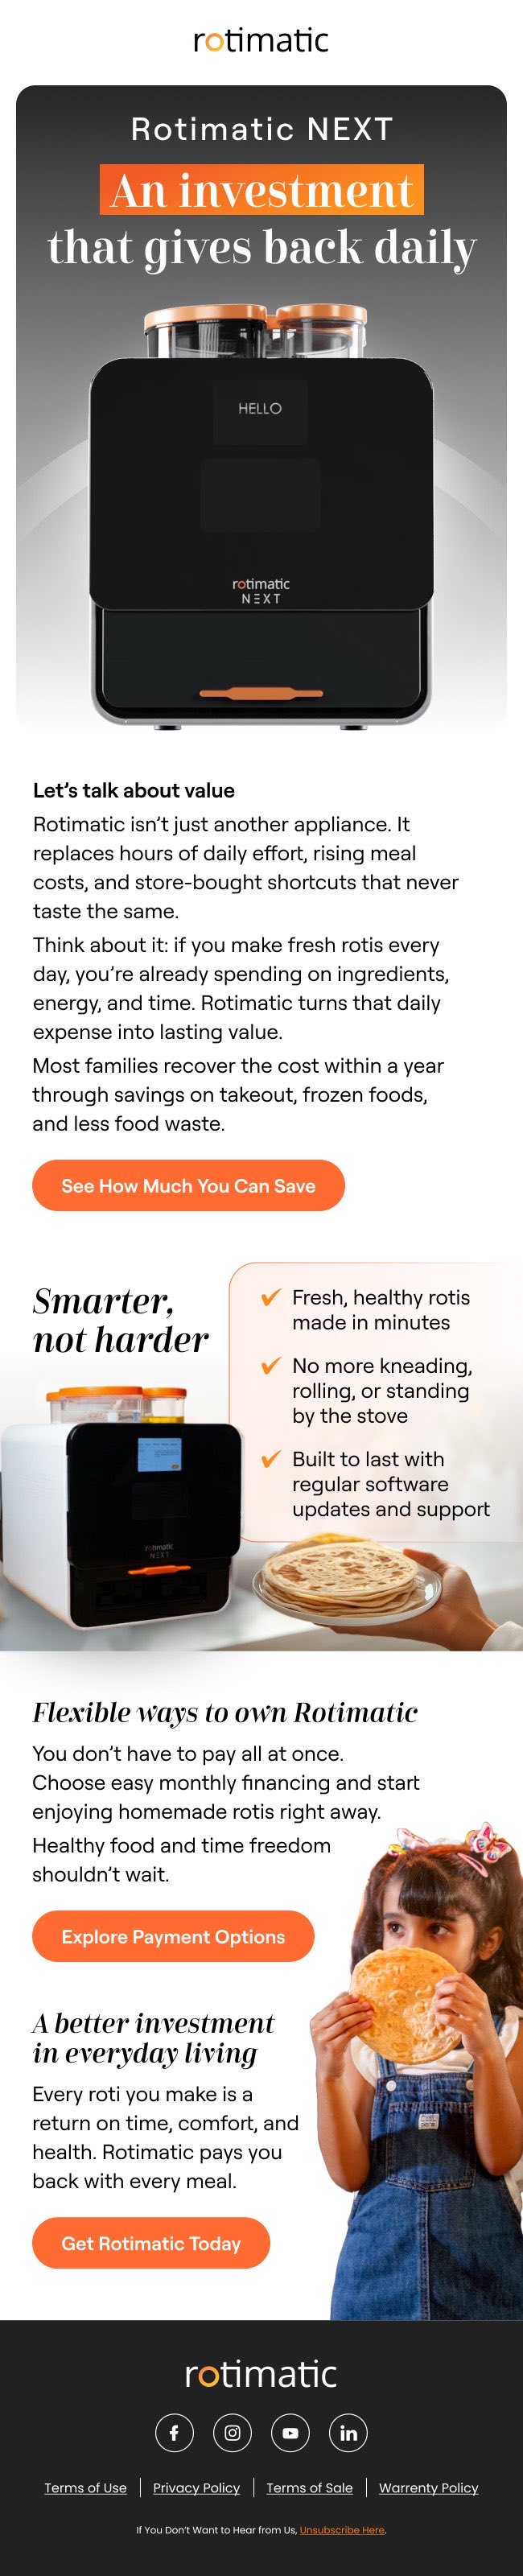 rotimatic
Rotimatic NEXT
An investment
that gives back daily
HELLO
rotimatic
NEXT
Let's talk about value
Rotimatic isn't just another appliance. It
replaces hours of daily effort, rising meal
costs, and store-bought shortcuts that never
taste the same.
Think about it: if you make fresh rotis every
day, you're already spending on ingredients,
energy, and time. Rotimatic turns that daily
expense into lasting value.
Most families recover the cost within a year
through savings on takeout, frozen foods,
and less food waste.
See How Much You Can Save
Smarter,
not harder
Fresh, healthy rotis
made in minutes
No more kneading,
rolling, or standing
by the stove
Built to last with
regular software
updates and support
rotimatic
NEXT
Flexible ways to own Rotimatic
You don't have to pay all at once.
Choose easy monthly financing and start
enjoying homemade rotis right away.
Healthy food and time freedom
shouldn't wait.
Explore Payment Options
A better investment
in everyday living
Every roti you make is a
return on time, comfort, and
health. Rotimatic pays you
back with every meal.
Get Rotimatic Today
rotimatic
Terms of Use | Privacy Policy | Terms of Sale | Warrenty Policy
If You Don't Want to Hear from Us, Unsubscribe Here.